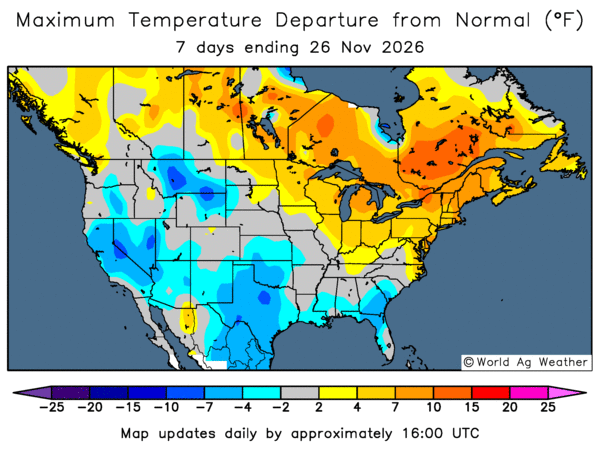 Maximum Temperature Departure from Normal (°F)
7 days ending 26 Nov 2026
©World Ag Weather
-25 -20 -15 -10 -7 -4 -2 2 4 7 10 15 20 25
Map updates daily by approximately 16:00 UTC